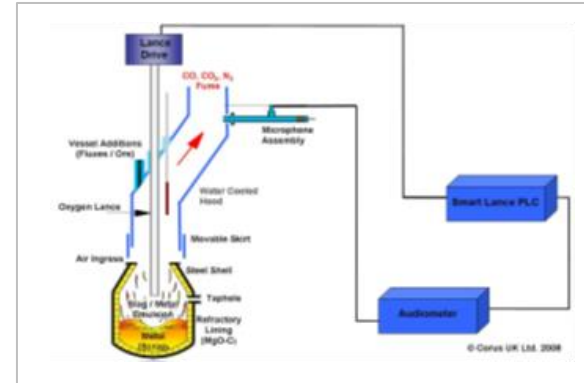 Lance
Drive
CO, CO₂, N₂
Fume
Microphone
Assembly
Vessel Additions
(Fluxes / Ore)
Water Cooled
Hood
Smart Lance PLC
Oxygen Lance
Movable Skirt
Air Ingress
Steel Shell
Taphole
Slag / Metal
Emulsion
Refractory
Lining
(MgO-C)
Metal
(Scrap)
Audiometer
© Corus UK Ltd. 2008